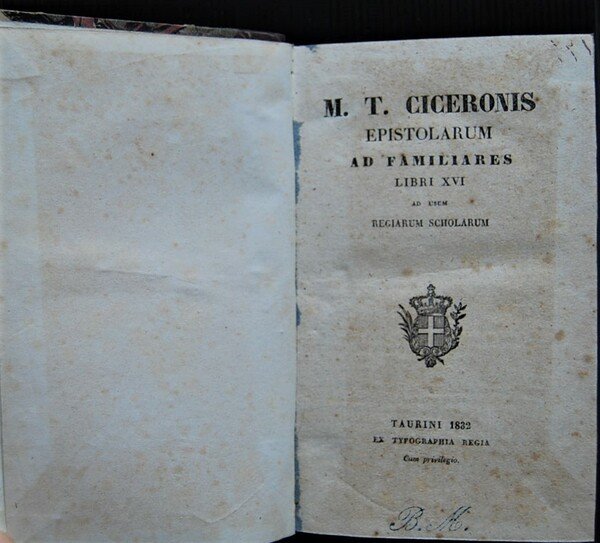 M. T. CICERONIS
EPISTOLARUM
AD FAMILIARES
LIBRI XVI
AD USUM
REGIARUM SCHOLARUM
TAURINI 1832
EX TYPOGRAPHIA REGIA
Cum privilegio.
B. M.